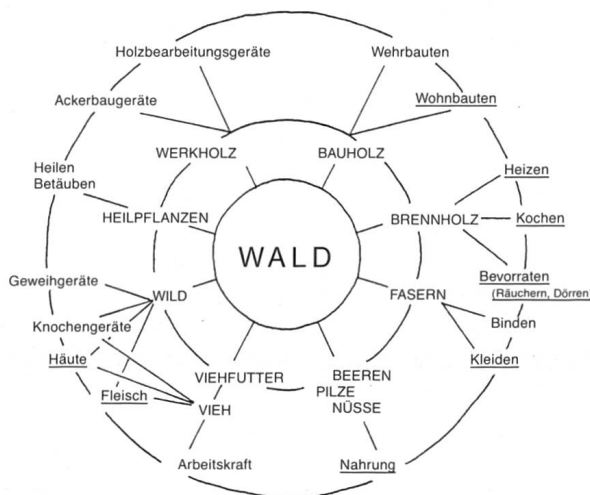 Holzbearbeitungsgeräte
Wehrbauten
Ackerbaugeräte
Wohnbauten
WERKHOLZ
BAUHOLZ
Heilen
Betäuben
Heizen
HEILPFLANZEN
BRENNHOLZ
Kochen
WALD
Geweihgeräte
WILD
FASERN
Bevorraten
(Räuchern, Dörren)
Knochengeräte
Binden
Häute
Kleiden
VIEHFUTTER
BEEREN
PILZE
NÜSSE
Fleisch
VIEH
Arbeitskraft
Nahrung